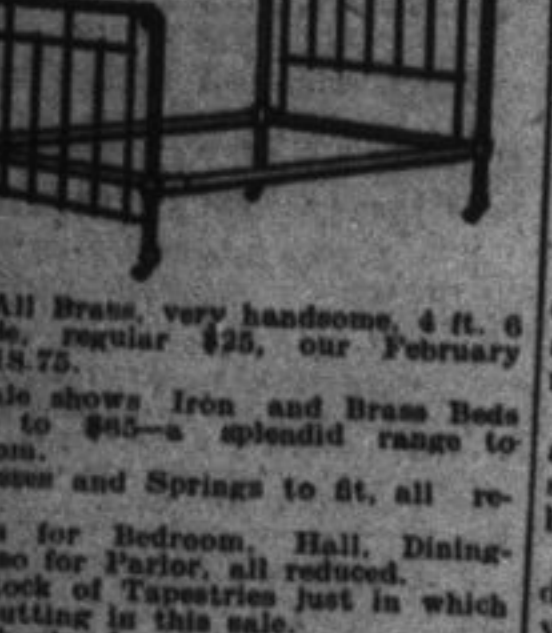 All Brass, very handsome, 4 ft. 6
regular $25, our February
18.75.
shows Iron and Brass Beds
to $65—a splendid range to
and Springs to fit, all re-
for Bedroom, Hall, Dining-
for Parlor, all reduced.
of Tapestries just in which
in this sale.